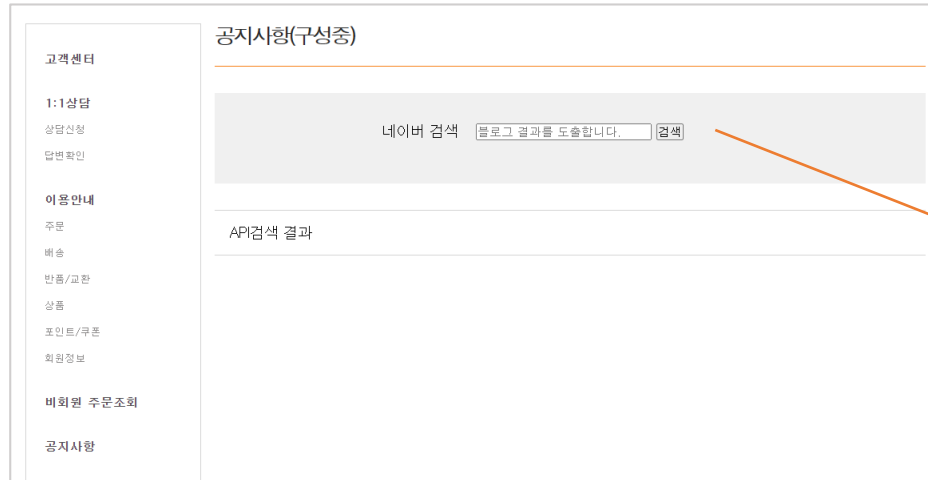 고객센터
1:1상담
상담신청
답변확인
이용안내
주문
배송
반품/교환
상품
포인트/쿠폰
회원정보
비회원 주문조회
공지사항
공지사항(구성중)
네이버 검색 블로그 결과를 도출합니다. 검색
API검색 결과